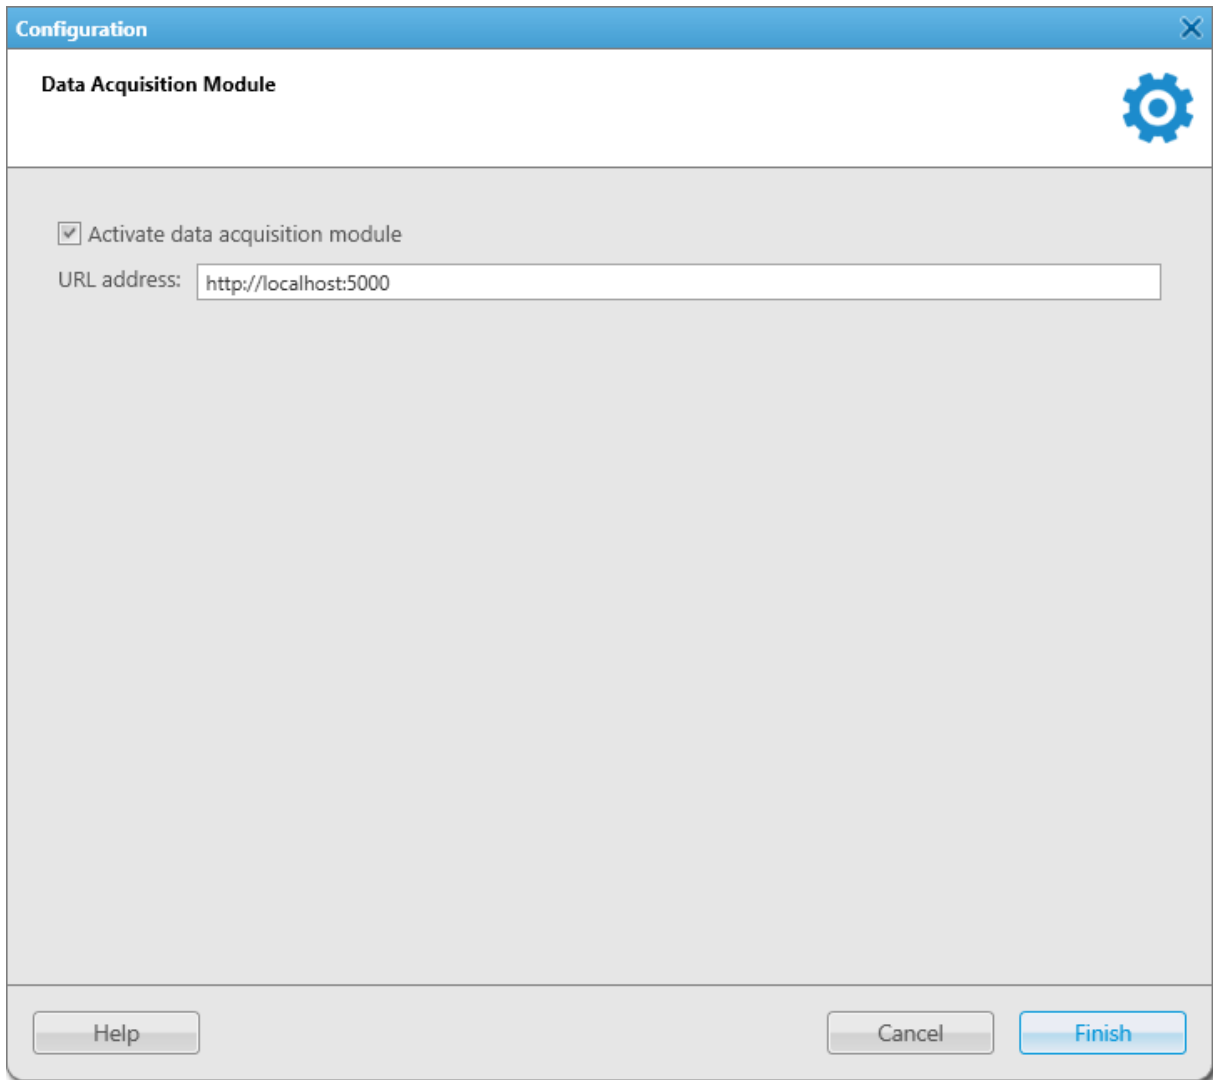 Configuration
Data Acquisition Module
Activate data acquisition module
URL address: http://localhost:5000
Help Cancel Finish